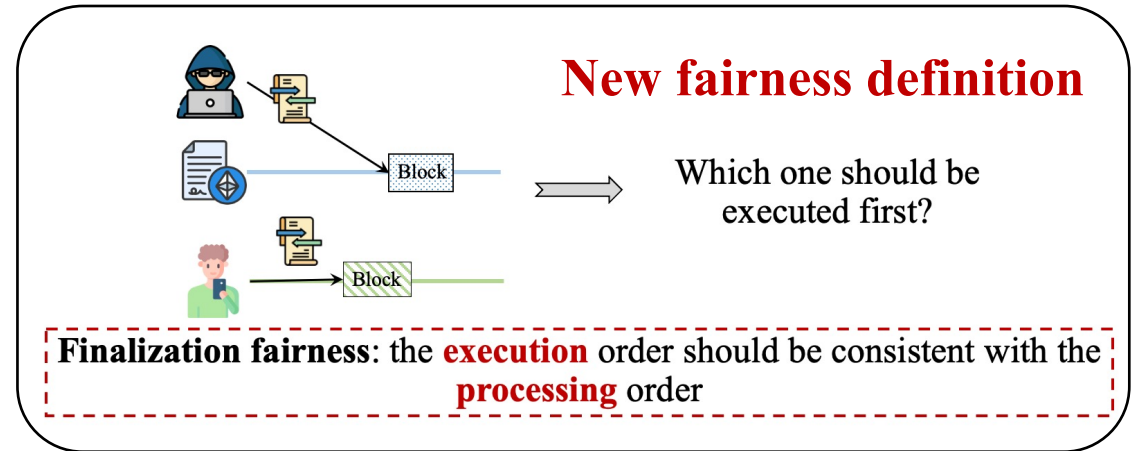 New fairness definition
Block
Which one should be
executed first?
Block
Finalization fairness: the execution order should be consistent with the
processing order